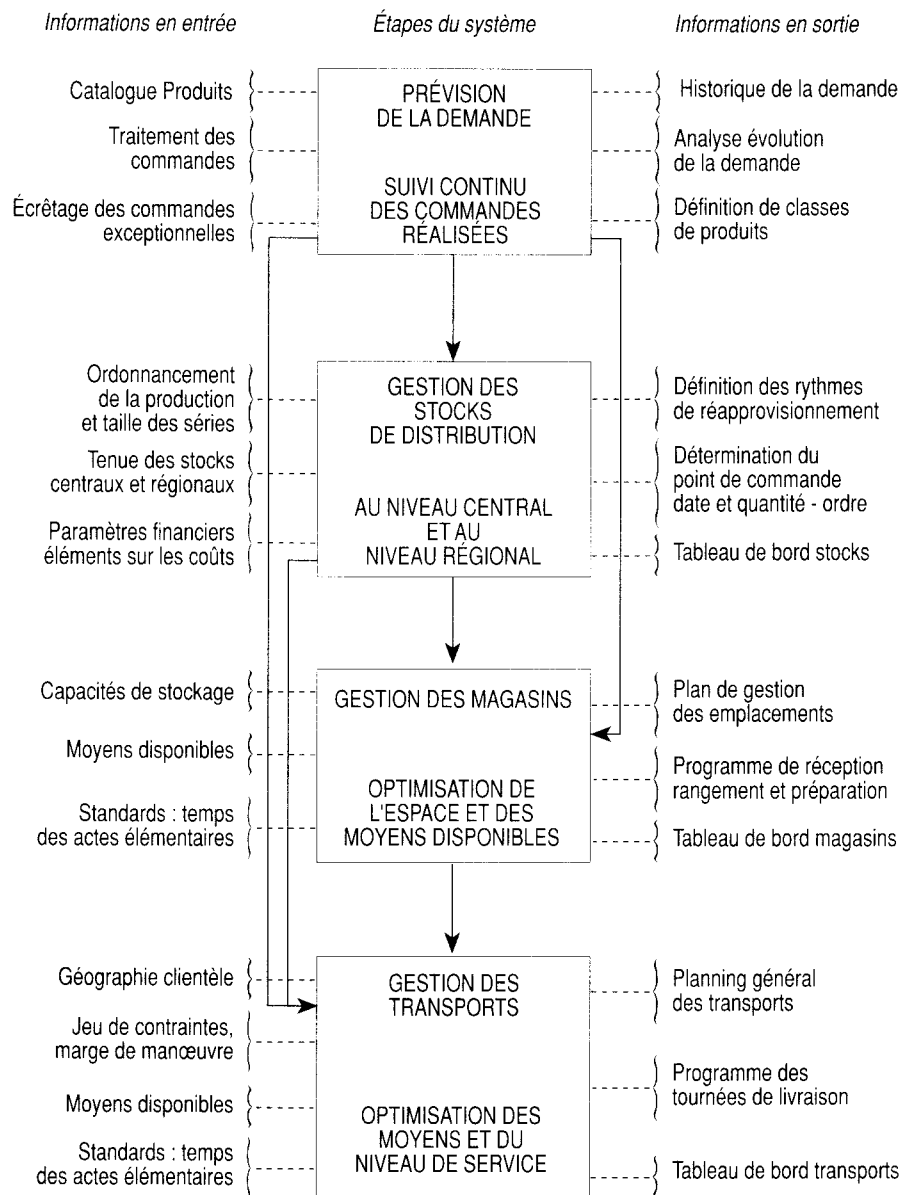 Informations en entrée
Étapes du système
Informations en sortie
Catalogue Produits
Traitement des
commandes
Écrêtage des commandes
exceptionnelles
PRÉVISION
DE LA DEMANDE
SUIVI CONTINU
DES COMMANDES
RÉALISÉES
Historique de la demande
Analyse évolution
de la demande
Définition de classes
de produits
Ordonnancement
de la production
et taille des séries
Tenue des stocks
centraux et régionaux
Paramètres financiers
éléments sur les coûts
GESTION DES
STOCKS
DE DISTRIBUTION
AU NIVEAU CENTRAL
ET AU
NIVEAU RÉGIONAL
Définition des rythmes
de réapprovisionnement
Détermination du
point de commande
date et quantité - ordre
Tableau de bord stocks
Capacités de stockage
Moyens disponibles
Standards : temps
des actes élémentaires
GESTION DES MAGASINS
OPTIMISATION DE
L'ESPACE ET DES
MOYENS DISPONIBLES
Plan de gestion
des emplacements
Programme de réception
rangement et préparation
Tableau de bord magasins
Géographie clientèle
Jeu de contraintes,
marge de manœuvre
Moyens disponibles
Standards : temps
des actes élémentaires
GESTION DES
TRANSPORTS
OPTIMISATION DES
MOYENS ET DU
NIVEAU DE SERVICE
Planning général
des transports
Programme des
tournées de livraison
Tableau de bord transports